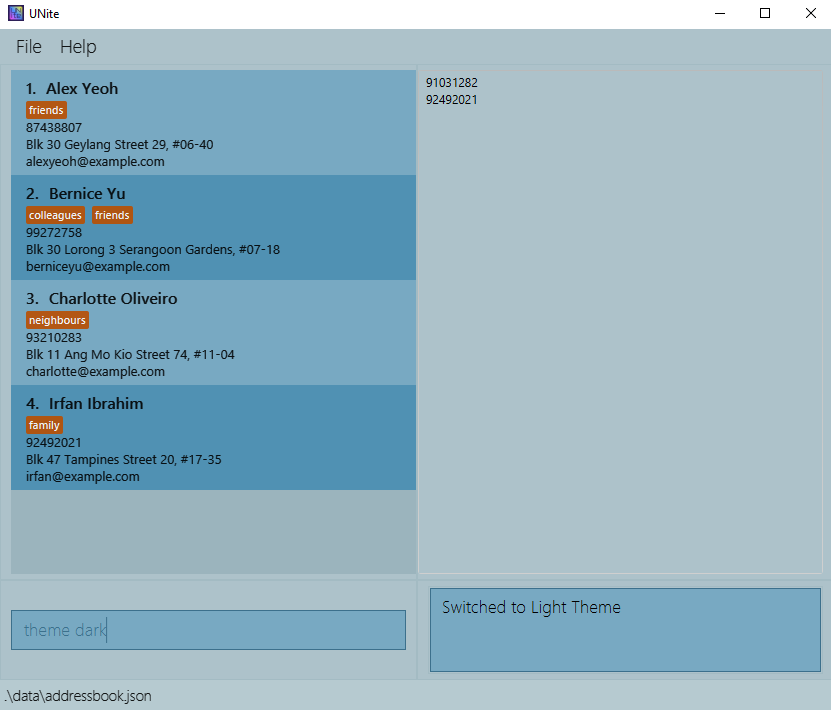 UNite
File Help
1. Alex Yeoh
friends
87438807
Blk 30 Geylang Street 29, #06-40
alexyeoh@example.com
2. Bernice Yu
colleagues friends
99272758
Blk 30 Lorong 3 Serangoon Gardens, #07-18
berniceyu@example.com
3. Charlotte Oliveiro
neighbours
93210283
Blk 11 Ang Mo Kio Street 74, #11-04
charlotte@example.com
4. Irfan Ibrahim
family
92492021
Blk 47 Tampines Street 20, #17-35
irfan@example.com
91031282
92492021
theme dark
Switched to Light Theme
.\data\addressbook.json